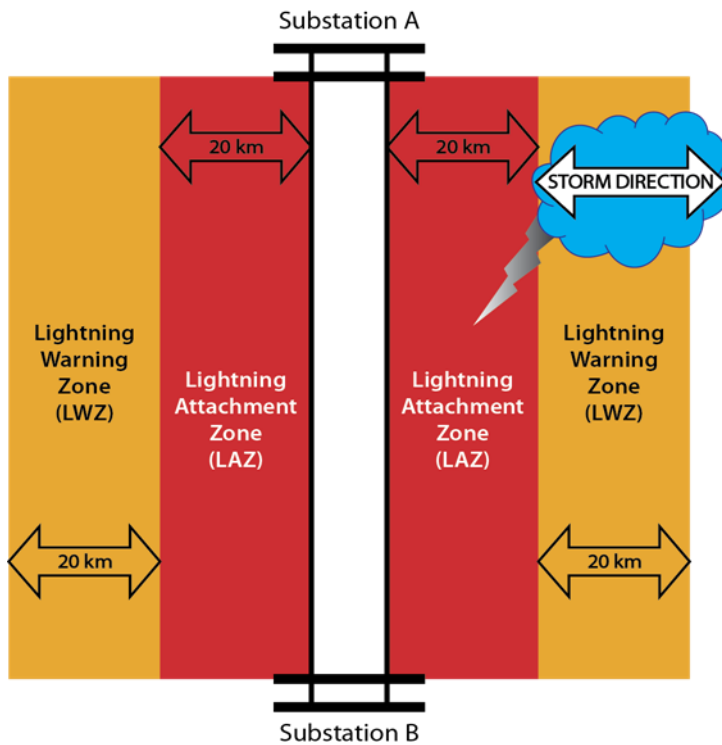 Substation A
20 km
20 km
STORM DIRECTION
Lightning
Warning
Zone
(LWZ)
Lightning
Attachment
Zone
(LAZ)
Lightning
Attachment
Zone
(LAZ)
Lightning
Warning
Zone
(LWZ)
20 km
20 km
Substation B